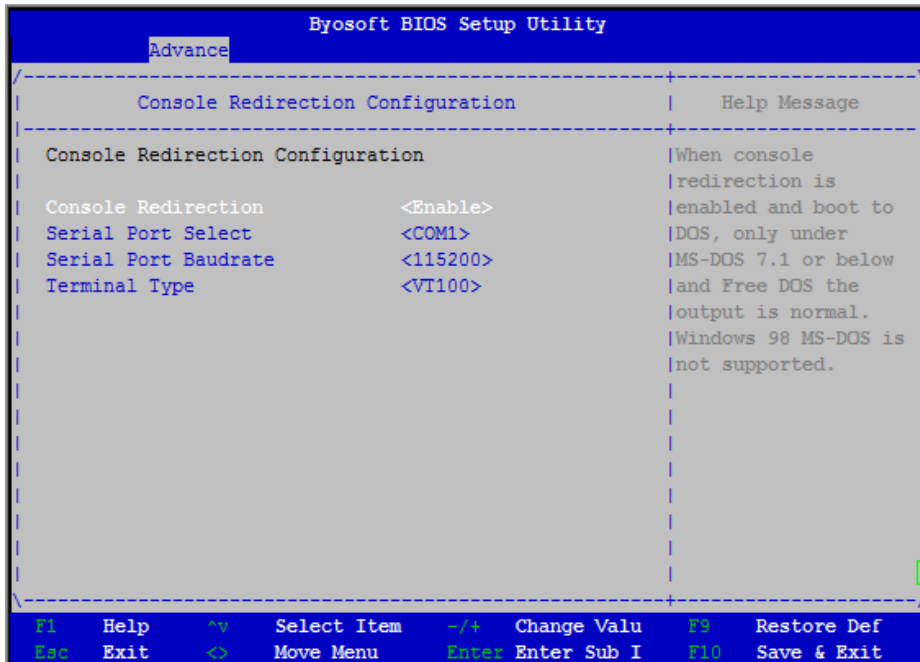 Byosoft BIOS Setup Utility
Advance
Console Redirection Configuration
Help Message
Console Redirection Configuration
Console Redirection <Enable>
Serial Port Select <COM1>
Serial Port Baudrate <115200>
Terminal Type <VT100>
When console
redirection is
enabled and boot to
DOS, only under
MS-DOS 7.1 or below
and Free DOS the
output is normal.
Windows 98 MS-DOS is
not supported.
F1 Help ^v Select Item -/+ Change Valu F9 Restore Def
Esc Exit <> Move Menu Enter Enter Sub I F10 Save & Exit